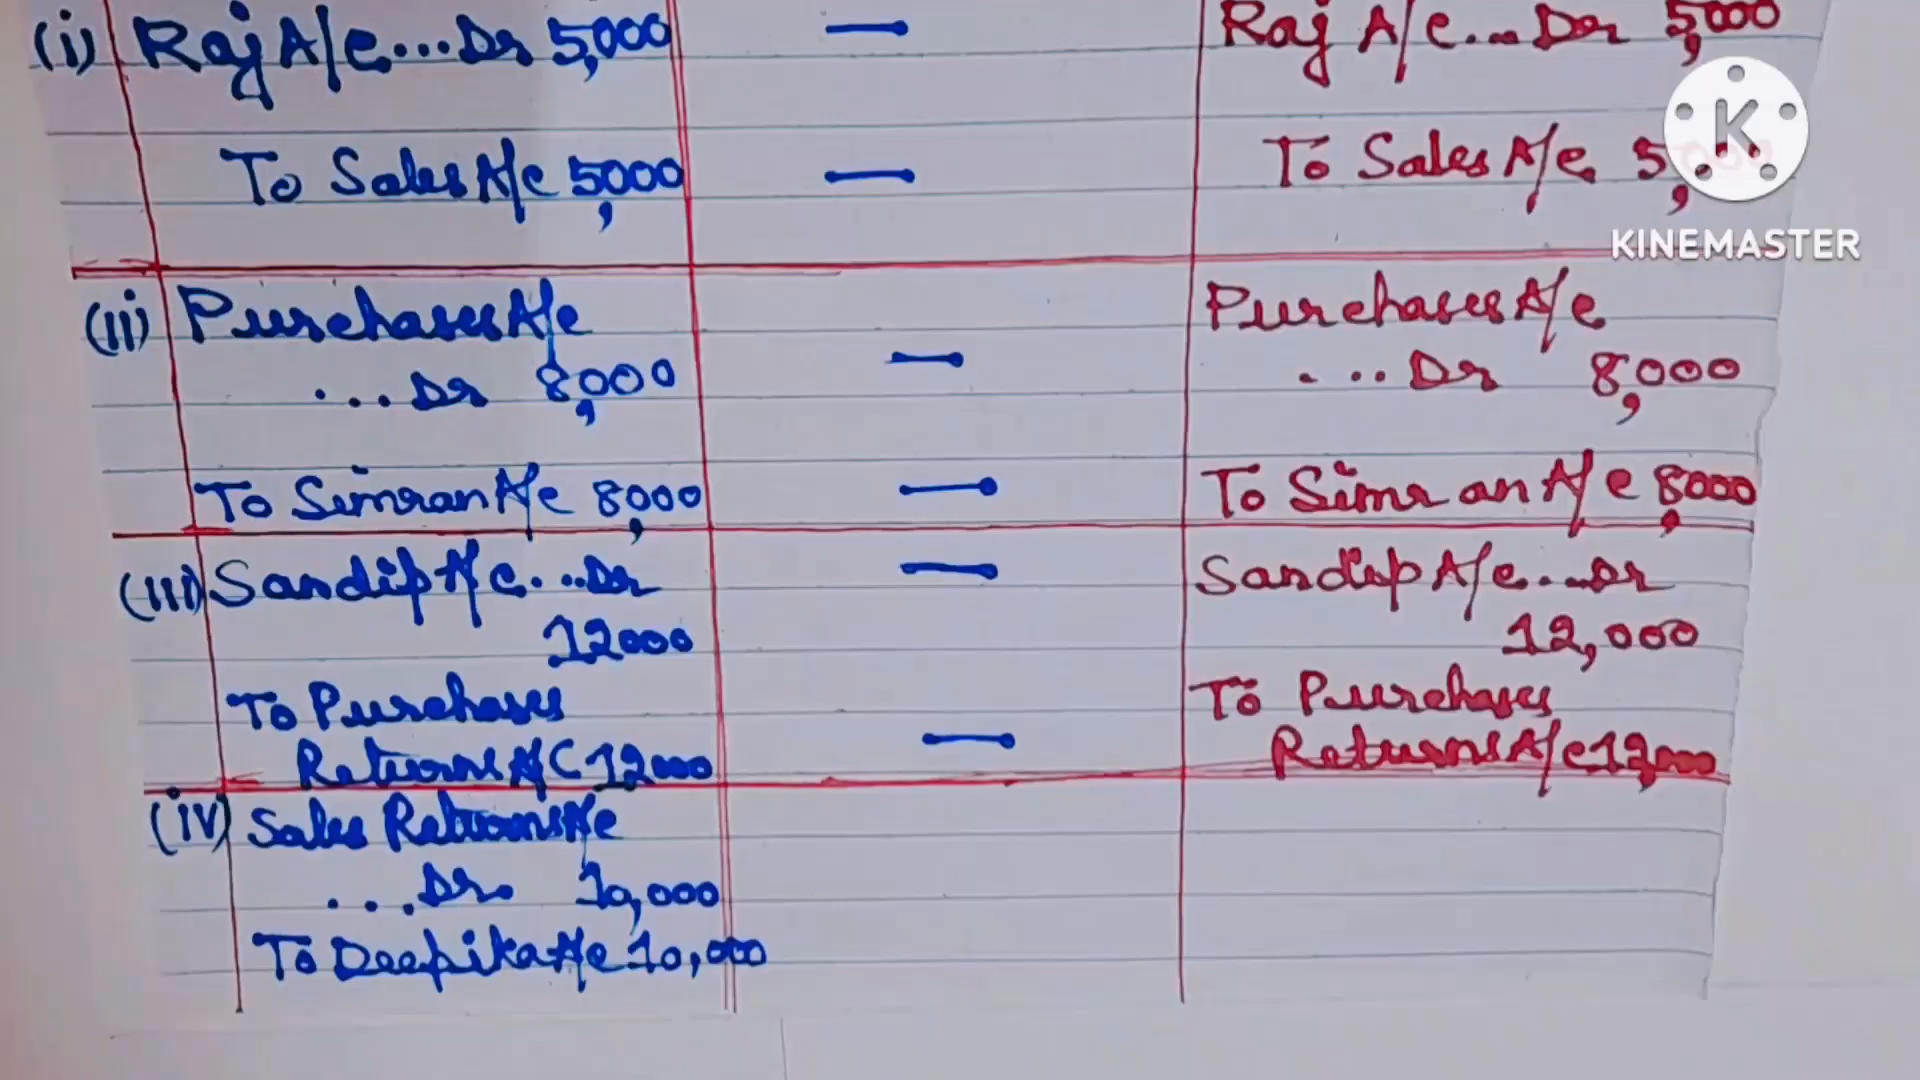 (i) Raj A/c...Dr 5,000 — Raj A/c...Dr 5,000
To Sales A/c 5,000 — To Sales A/c 5,
KINEMASTER
(ii) Purchases A/c Purchases A/c
...Dr 8,000 — ...Dr 8,000
To Simran A/c 8,000 — To Simran A/c 8,000
(iii) Sandip A/c...Dr — Sandip A/c...Dr
12000 12,000
To Purchases To Purchases
Returns A/C 12000 — Returns A/c 12,000
(iv) Sales Returns A/c
...Dr. 10,000
To Deepika A/c 10,000